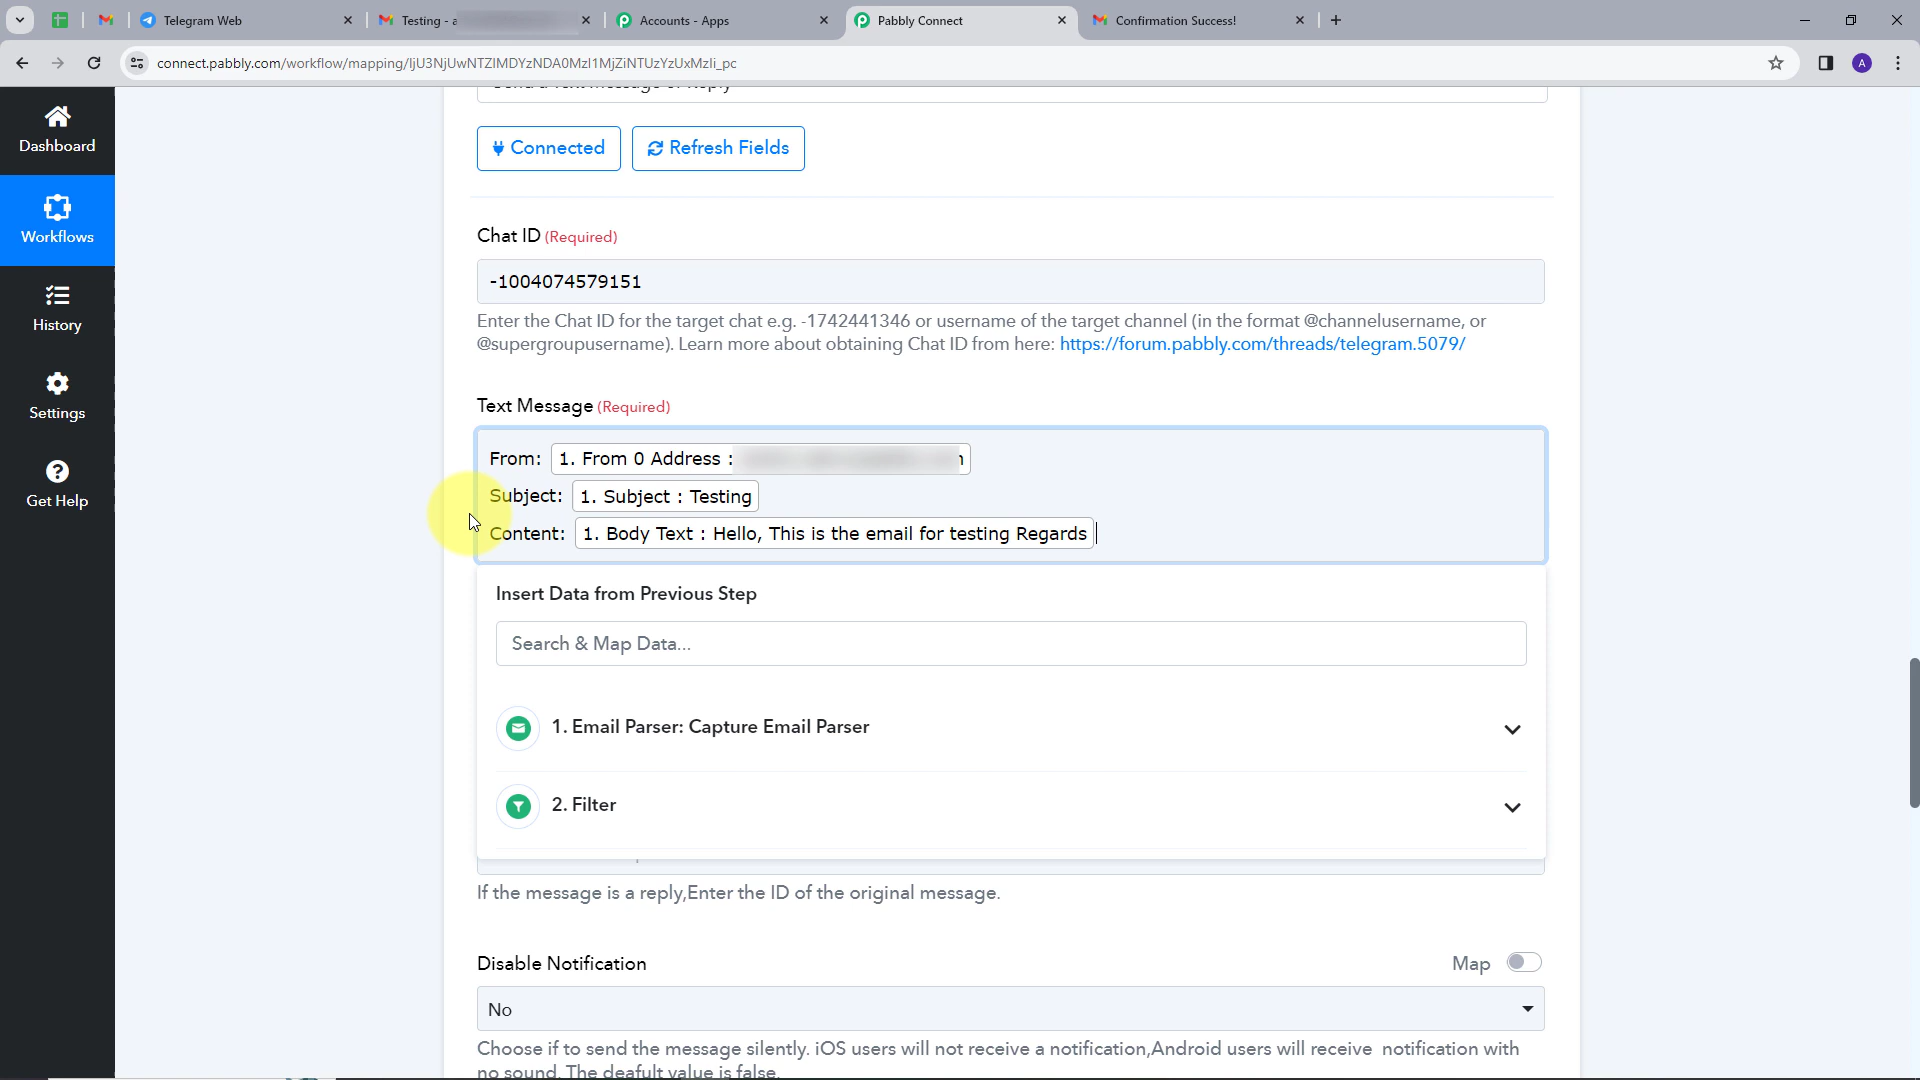 Telegram Web
Testing - a
Accounts - Apps
Pabbly Connect
Confirmation Success!
connect.pabbly.com/workflow/mapping/IjU3NjUwNTZlMDYzNDA0MzI1MjZiNTUzYzUxMzIi_pc
A
Dashboard
Workflows
History
Settings
Get Help
Send a Text Message or Reply
Connected
Refresh Fields
Chat ID (Required)
-1004074579151
Enter the Chat ID for the target chat e.g. -1742441346 or username of the target channel (in the format @channelusername, or
@supergroupusername). Learn more about obtaining Chat ID from here: https://forum.pabbly.com/threads/telegram.5079/
Text Message (Required)
From: 1. From 0 Address :
Subject: 1. Subject : Testing
Content: 1. Body Text : Hello, This is the email for testing Regards
Insert Data from Previous Step
Search & Map Data...
1. Email Parser: Capture Email Parser
2. Filter
If the message is a reply,Enter the ID of the original message.
Disable Notification
Map
No
Choose if to send the message silently. iOS users will not receive a notification,Android users will receive notification with
no sound. The deafult value is false.